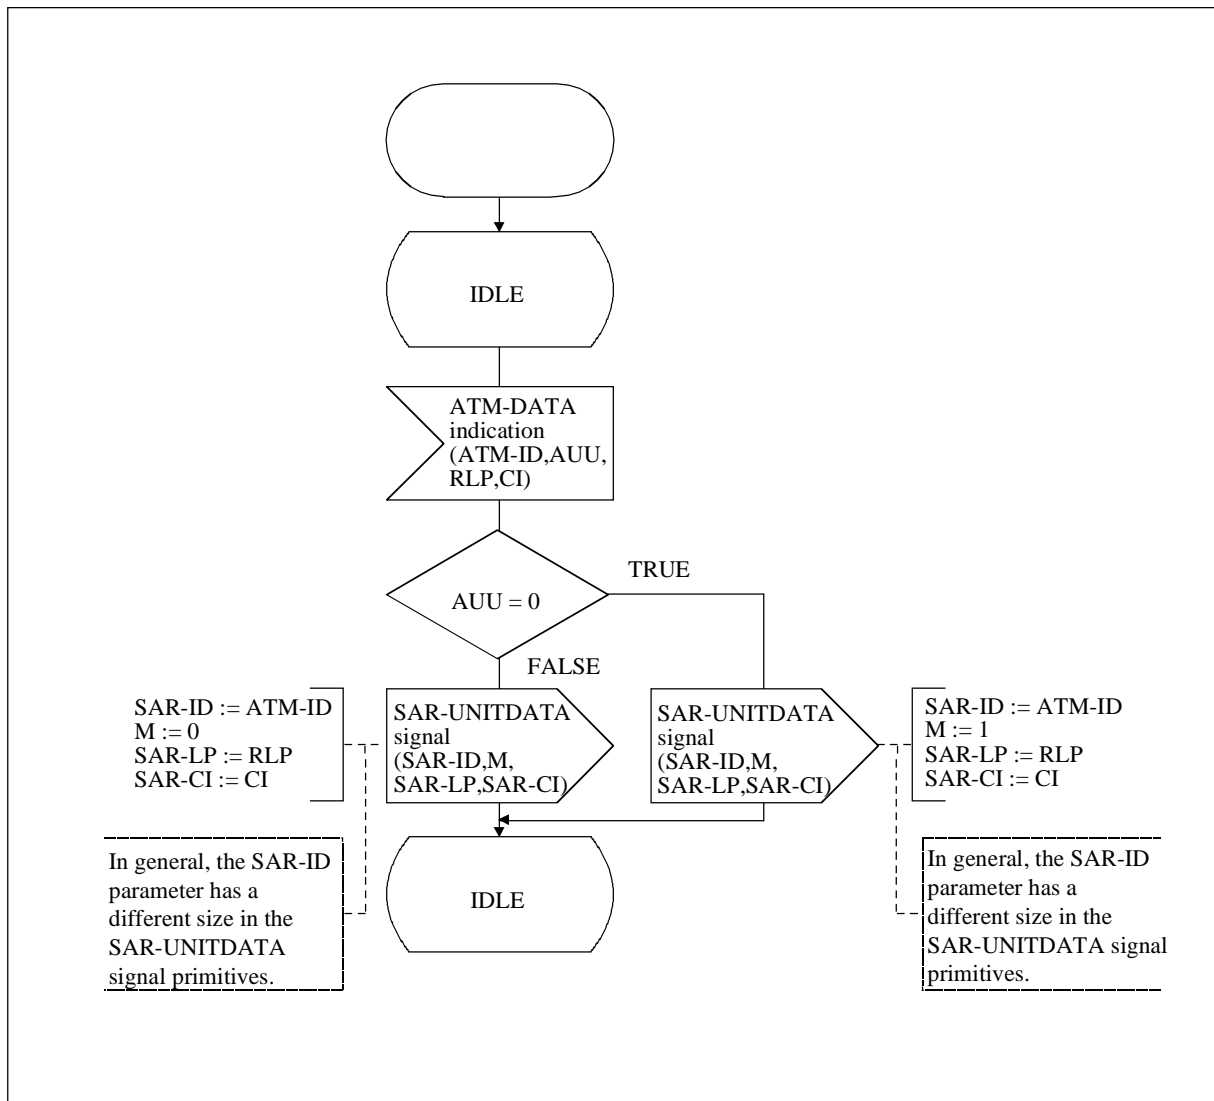 IDLE
ATM-DATA
indication
(ATM-ID,AUU,
RLP,CI)
AUU = 0
TRUE
FALSE
SAR-ID := ATM-ID
M := 0
SAR-LP := RLP
SAR-CI := CI
SAR-UNITDATA
signal
(SAR-ID,M,
SAR-LP,SAR-CI)
SAR-UNITDATA
signal
(SAR-ID,M,
SAR-LP,SAR-CI)
SAR-ID := ATM-ID
M := 1
SAR-LP := RLP
SAR-CI := CI
In general, the SAR-ID
parameter has a
different size in the
SAR-UNITDATA
signal primitives.
IDLE
In general, the SAR-ID
parameter has a
different size in the
SAR-UNITDATA signal
primitives.